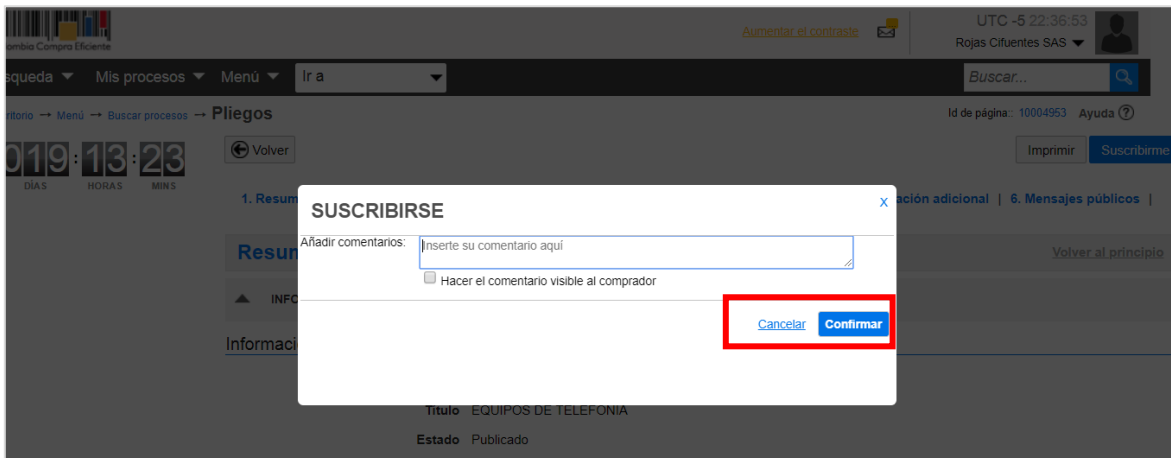 UTC -5 22:36:53
ombia Compra Eficiente
Aumentar el contraste
Rojas Cifuentes SAS
squeda Mis procesos Menú Ir a Buscar...
ritorio → Menú → Buscar procesos → Pliegos
Id de página:: 10004953 Ayuda ?
019:13:23
DÍAS HORAS MINS
Volver
Imprimir Suscribirme
1. Resum
ación adicional | 6. Mensajes públicos |
SUSCRIBIRSE X
Añadir comentarios: Inserte su comentario aquí
Hacer el comentario visible al comprador
Cancelar Confirmar
Resum
Volver al principio
INFO
Informaci
Título EQUIPOS DE TELEFONIA
Estado Publicado